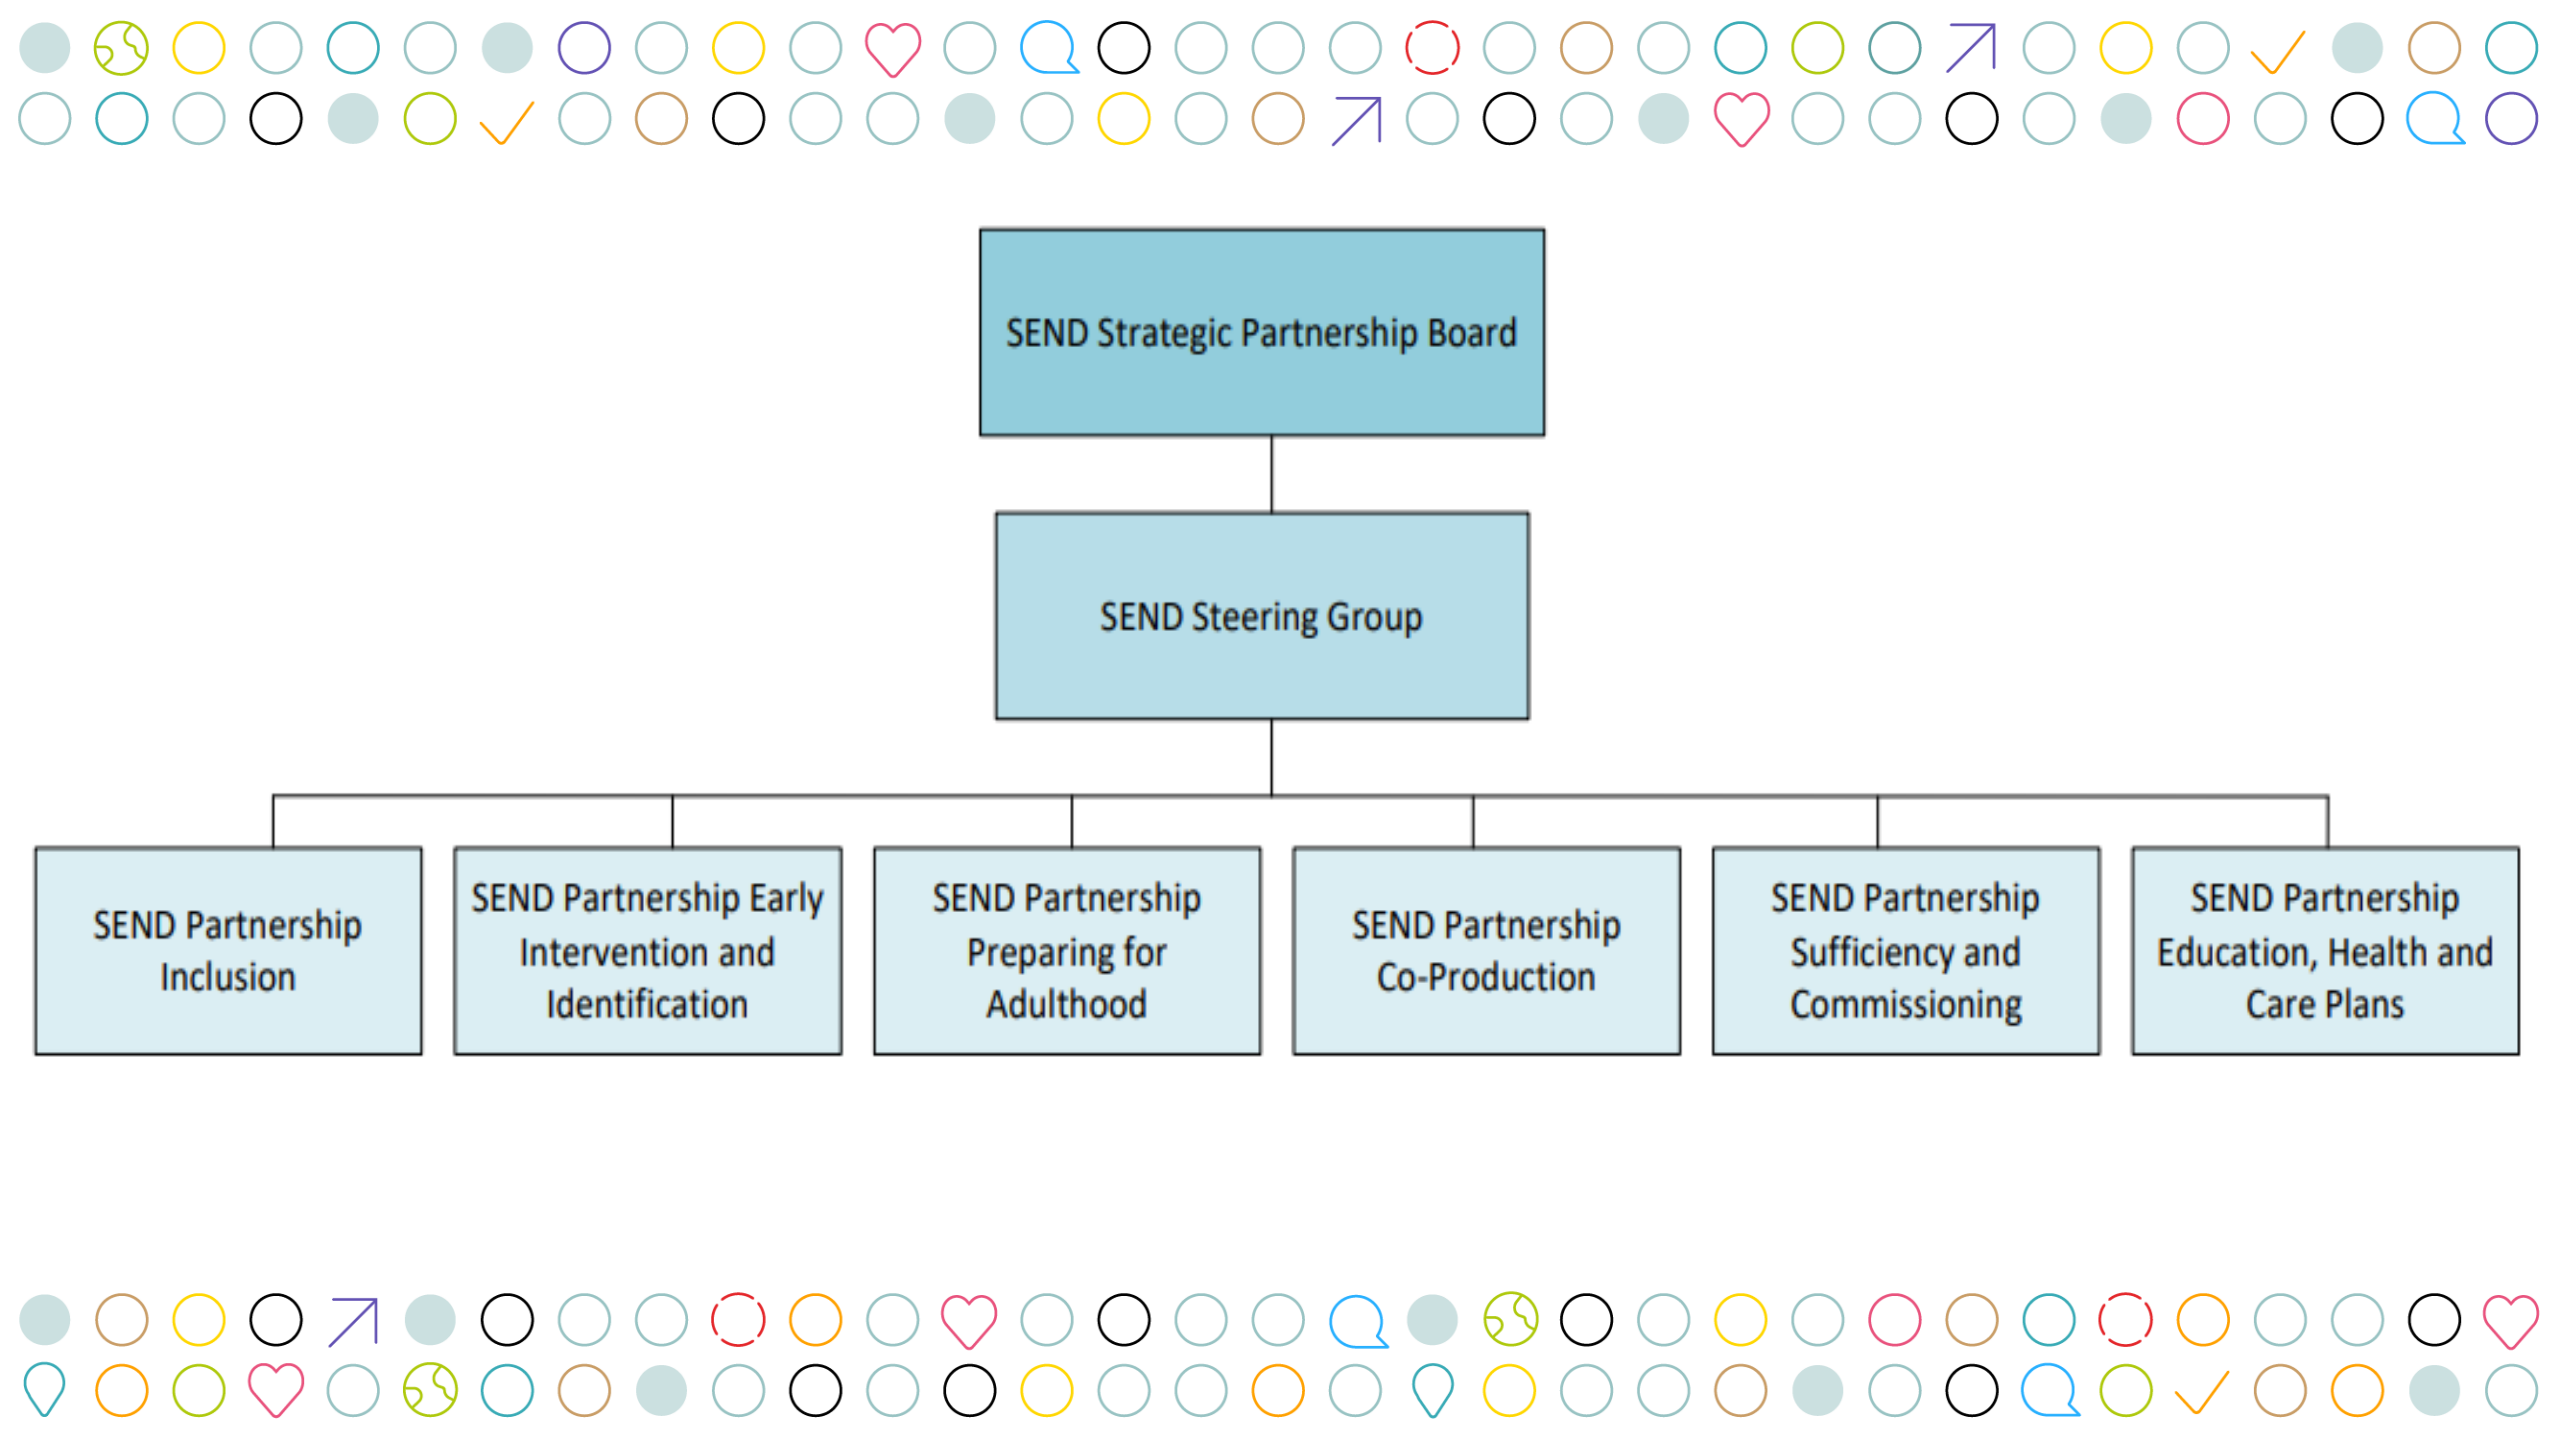 SEND Strategic Partnership Board
SEND Steering Group
SEND Partnership
Inclusion
SEND Partnership Early
Intervention and
Identification
SEND Partnership
Preparing for
Adulthood
SEND Partnership
Co-Production
SEND Partnership
Sufficiency and
Commissioning
SEND Partnership
Education, Health and
Care Plans